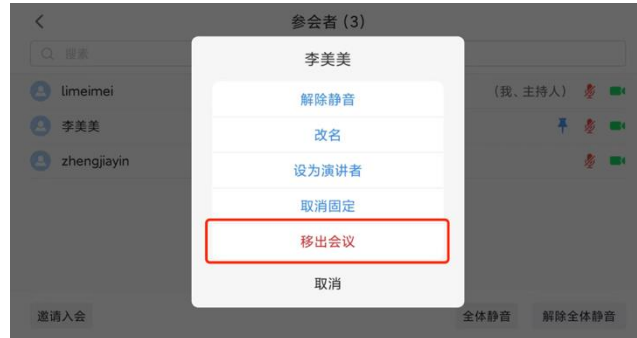 参会者 (3)
搜索
李美美
limeimei
(我、主持人)
李美美
zhengjiayin
解除静音
改名
设为演讲者
取消固定
移出会议
取消
邀请入会
全体静音
解除全体静音